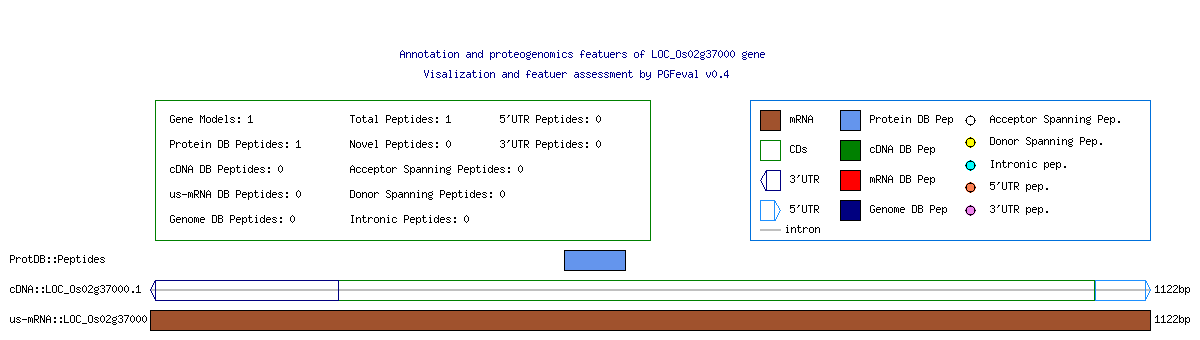 Annotation and proteogenomics featuers of LOC_Os02g37000 gene
Visalization and featuer assessment by PGFeval v0.4
Gene Models: 1 Total Peptides: 1 5'UTR Peptides: 0
Protein DB Peptides: 1 Novel Peptides: 0 3'UTR Peptides: 0
cDNA DB Peptides: 0 Acceptor Spanning Peptides: 0
us-mRNA DB Peptides: 0 Donor Spanning Peptides: 0
Genome DB Peptides: 0 Intronic Peptides: 0
mRNA Protein DB Pep Acceptor Spanning Pep.
CDs cDNA DB Pep Donor Spanning Pep.
3'UTR mRNA DB Pep Intronic pep.
5'UTR Genome DB Pep 5'UTR pep.
intron 3'UTR pep.
ProtDB::Peptides
cDNA::LOC_Os02g37000.1 1122bp
us-mRNA::LOC_Os02g37000 1122bp